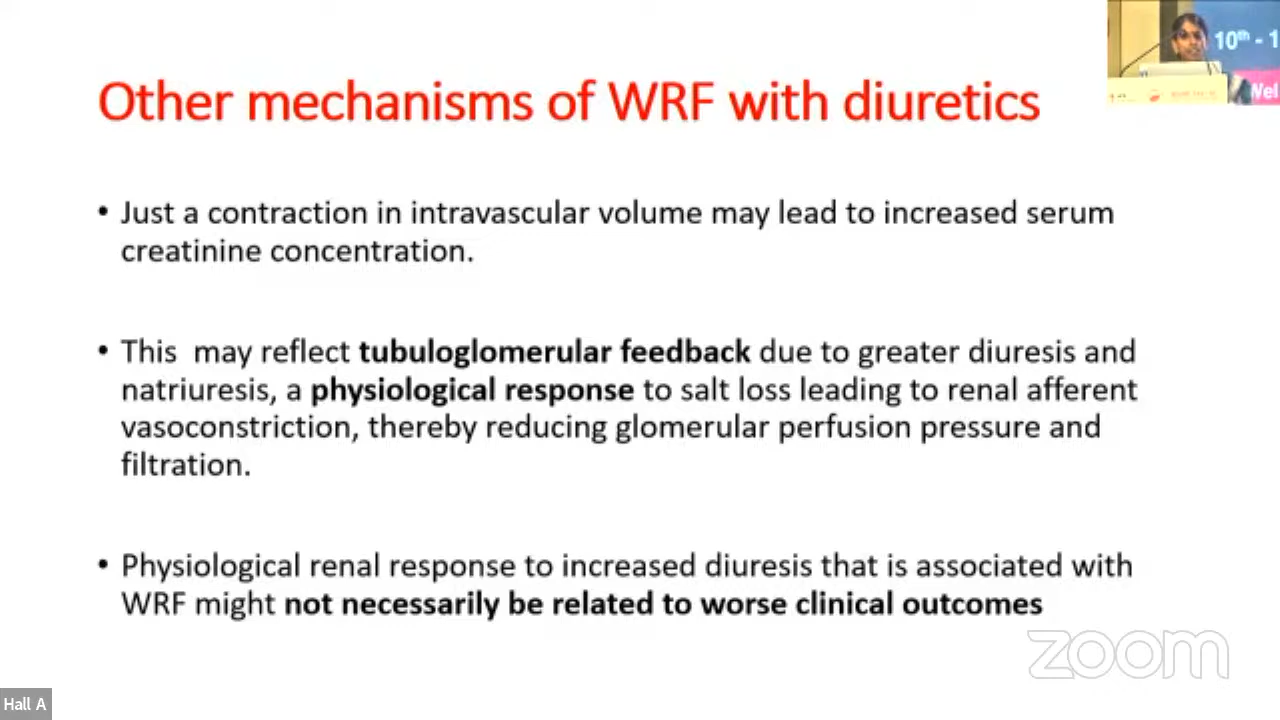 10th - 1
Wel
Other mechanisms of WRF with diuretics
• Just a contraction in intravascular volume may lead to increased serum
creatinine concentration.
• This  may reflect tubuloglomerular feedback due to greater diuresis and
natriuresis, a physiological response to salt loss leading to renal afferent
vasoconstriction, thereby reducing glomerular perfusion pressure and
filtration.
• Physiological renal response to increased diuresis that is associated with
WRF might not necessarily be related to worse clinical outcomes
zoom
Hall A